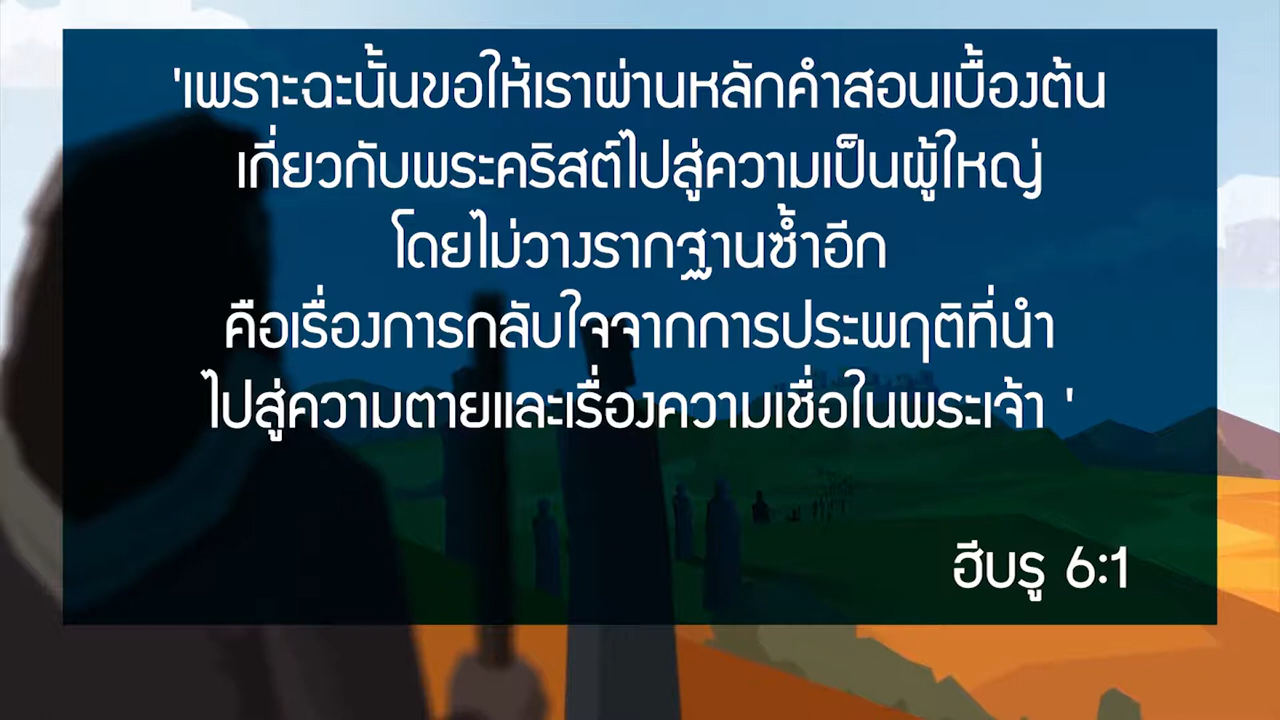 'เพราะฉะนั้นขอให้เราผ่านหลักคำสอนเบื้องต้น
เกี่ยวกับพระคริสต์ไปสู่ความเป็นผู้ใหญ่
โดยไม่วางรากฐานซ้ำอีก
คือเรื่องการกลับใจจากการประพฤติที่นำ
ไปสู่ความตายและเรื่องความเชื่อในพระเจ้า '
ฮีบรู 6:1